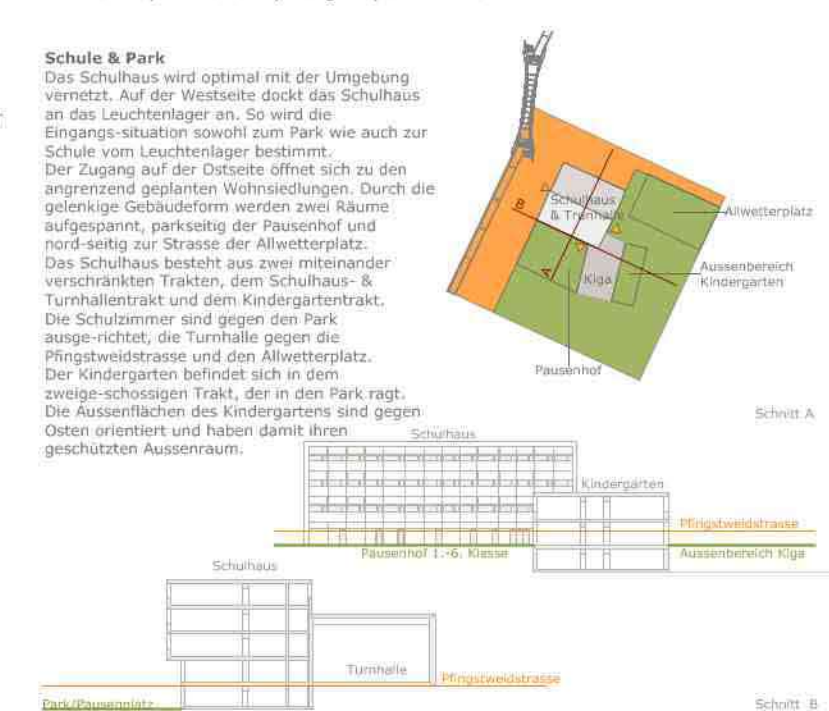 Schule & Park
Das Schulhaus wird optimal mit der Umgebung
vernetzt. Auf der Westseite dockt das Schulhaus
an das Leuchtenlager an. So wird die
Eingangs-situation sowohl zum Park wie auch zur
Schule vom Leuchtenlager bestimmt.
Der Zugang auf der Ostseite öffnet sich zu den
angrenzend geplanten Wohnsiedlungen. Durch die
gelenkige Gebäudeform werden zwei Räume
aufgespannt, parkseitig der Pausenhof und
nord-seitig zur Strasse der Allwetterplatz.
Das Schulhaus besteht aus zwei miteinander
verschränkten Trakten, dem Schulhaus- &
Turnhallentrakt und dem Kindergartentrakt.
Die Schulzimmer sind gegen den Park
ausge-richtet, die Turnhalle gegen die
Pfingstweidstrasse und den Allwetterplatz.
Der Kindergarten befindet sich in dem
zweige-schossigen Trakt, der in den Park ragt.
Die Aussenflächen des Kindergartens sind gegen
Osten orientiert und haben damit ihren
geschützten Aussenraum.
B
Schulhaus
& Trunhalle
Allwetterplatz
A
Kiga
Aussenbereich
Kindergarten
Pausenhof
Schnitt A
Schulhaus
Kindergarten
Pfingstweidstrasse
Pausenhof 1.-6. Klasse
Aussenbereich Kiga
Schulhaus
Turnhalle
Pfingstweidstrasse
Park/Pausenplatz
Schnitt B